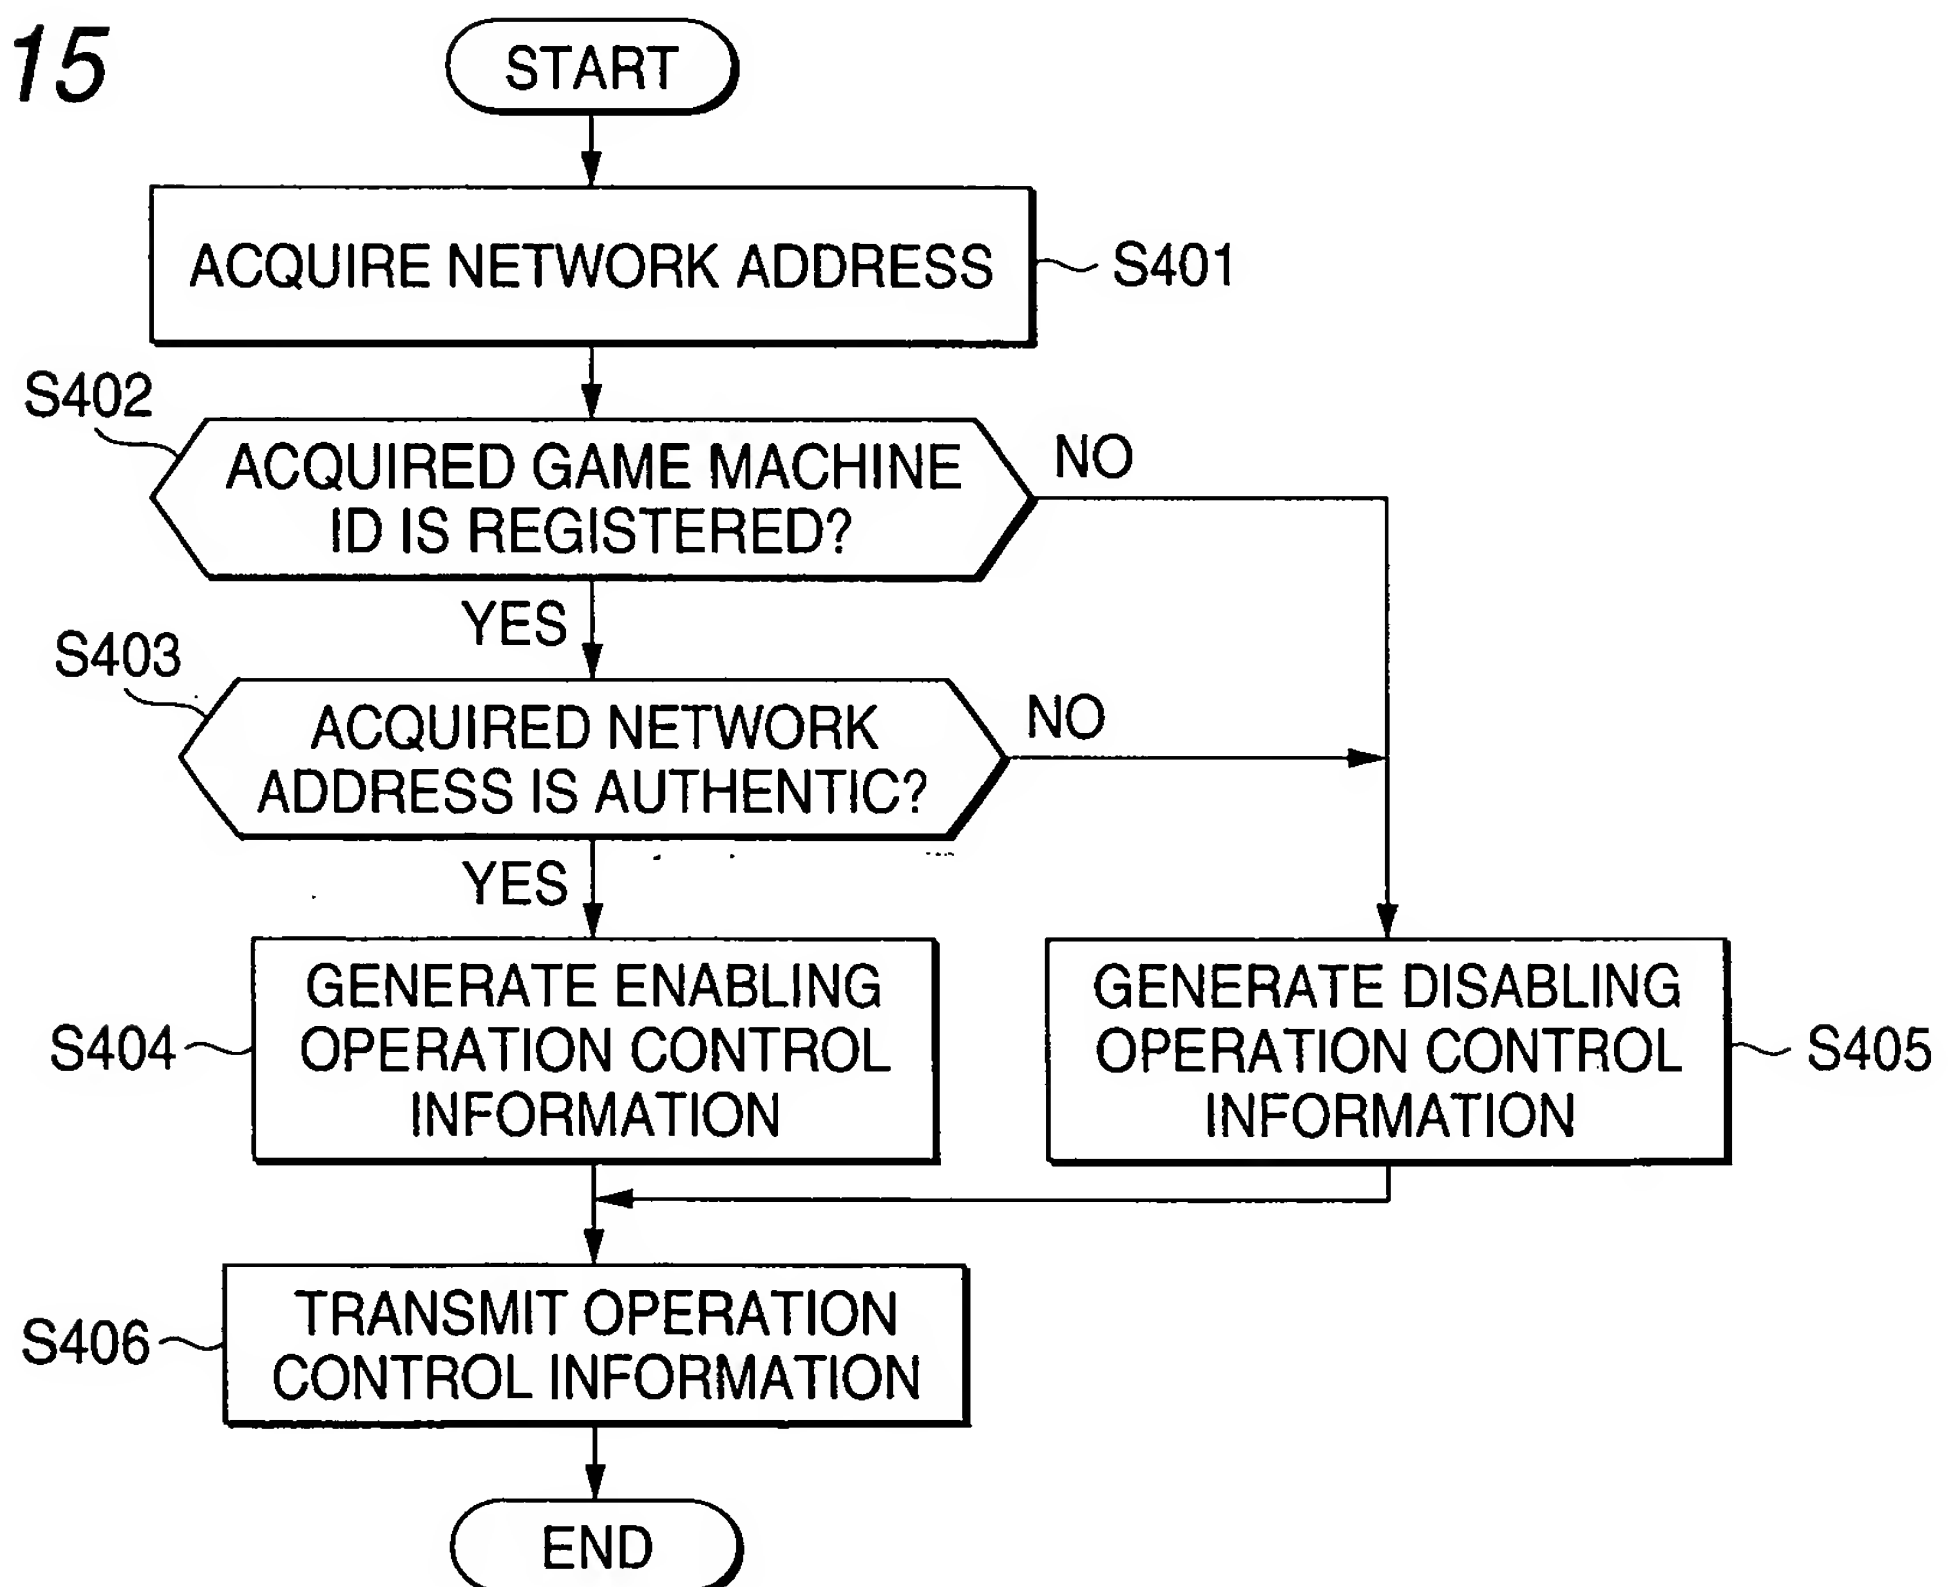 15
START
ACQUIRE NETWORK ADDRESS
S401
S402
ACQUIRED GAME MACHINE
ID IS REGISTERED?
NO
YES
S403
ACQUIRED NETWORK
ADDRESS IS AUTHENTIC?
NO
YES
S404
GENERATE ENABLING
OPERATION CONTROL
INFORMATION
GENERATE DISABLING
OPERATION CONTROL
INFORMATION
S405
S406
TRANSMIT OPERATION
CONTROL INFORMATION
END